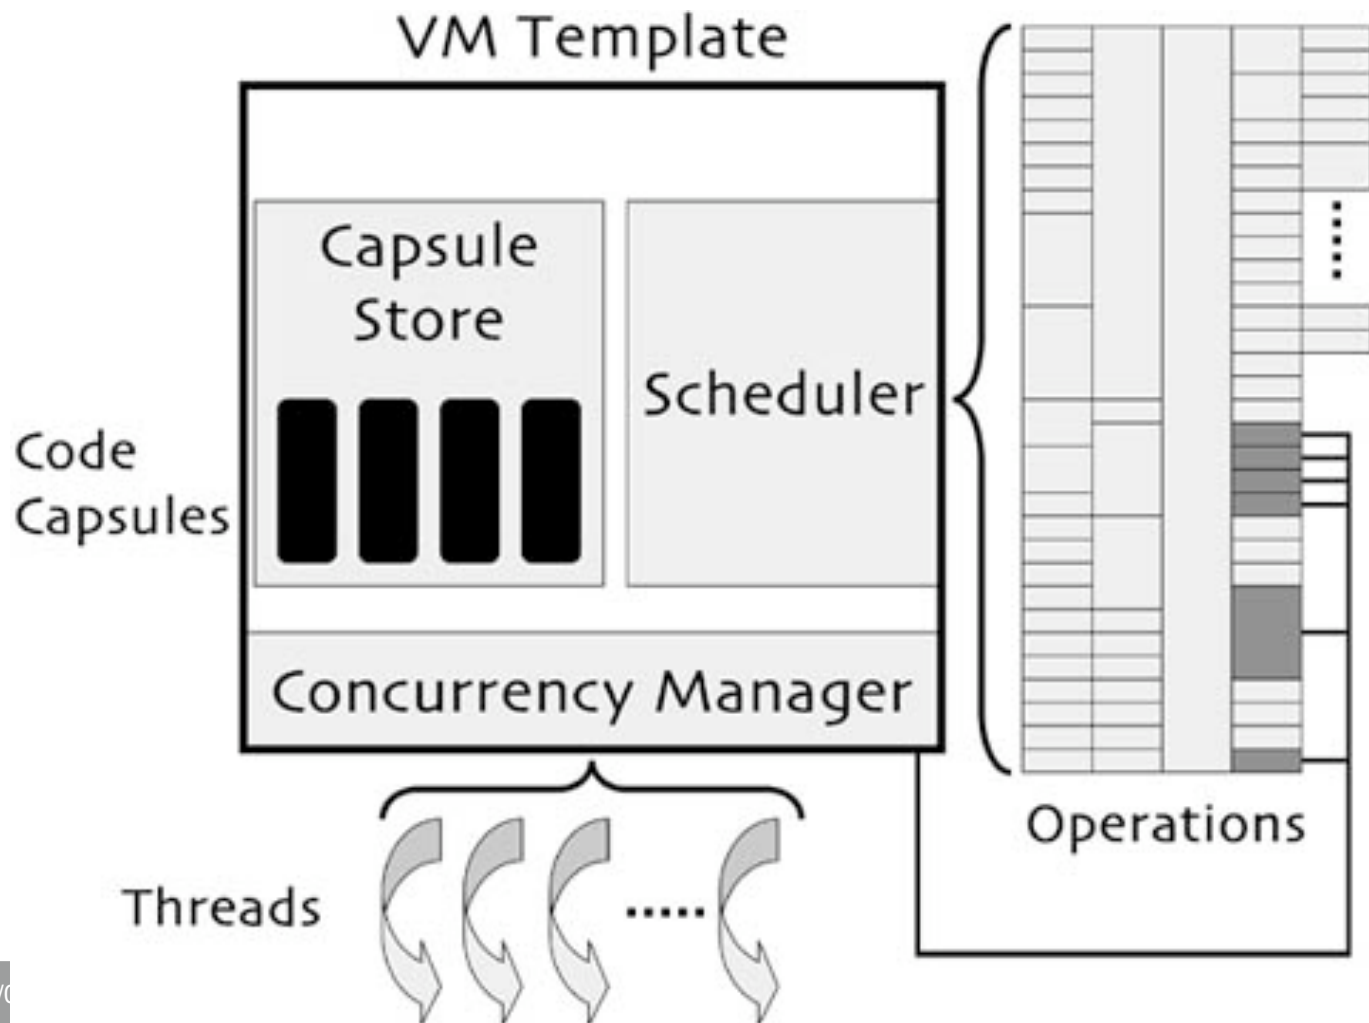 VM Template
Capsule
Store
Scheduler
Code
Capsules
Concurrency Manager
Operations
Threads